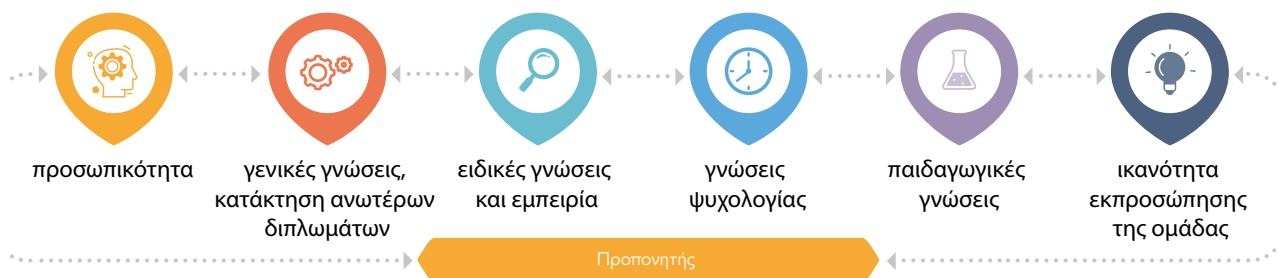 προσωπικότητα
γενικές γνώσεις,
κατάκτηση ανωτέρων
διπλωμάτων
ειδικές γνώσεις
και εμπειρία
γνώσεις
ψυχολογίας
παιδαγωγικές
γνώσεις
ικανότητα
εκπροσώπησης
της ομάδας
Προπονητής